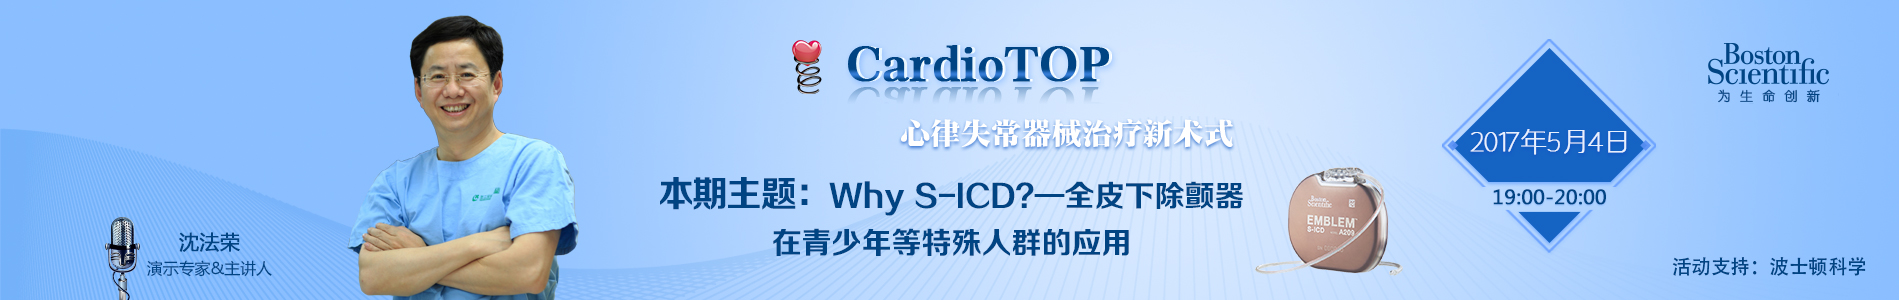 CardioTOP
心律失常器械治疗新术式
本期主题：Why S-ICD?—全皮下除颤器
在青少年等特殊人群的应用
沈法荣
演示专家&主讲人
Boston
Scientific
EMBLEM
S-ICD A209
2017年5月4日
19:00-20:00
Boston
Scientific
为生命创新
活动支持：波士顿科学